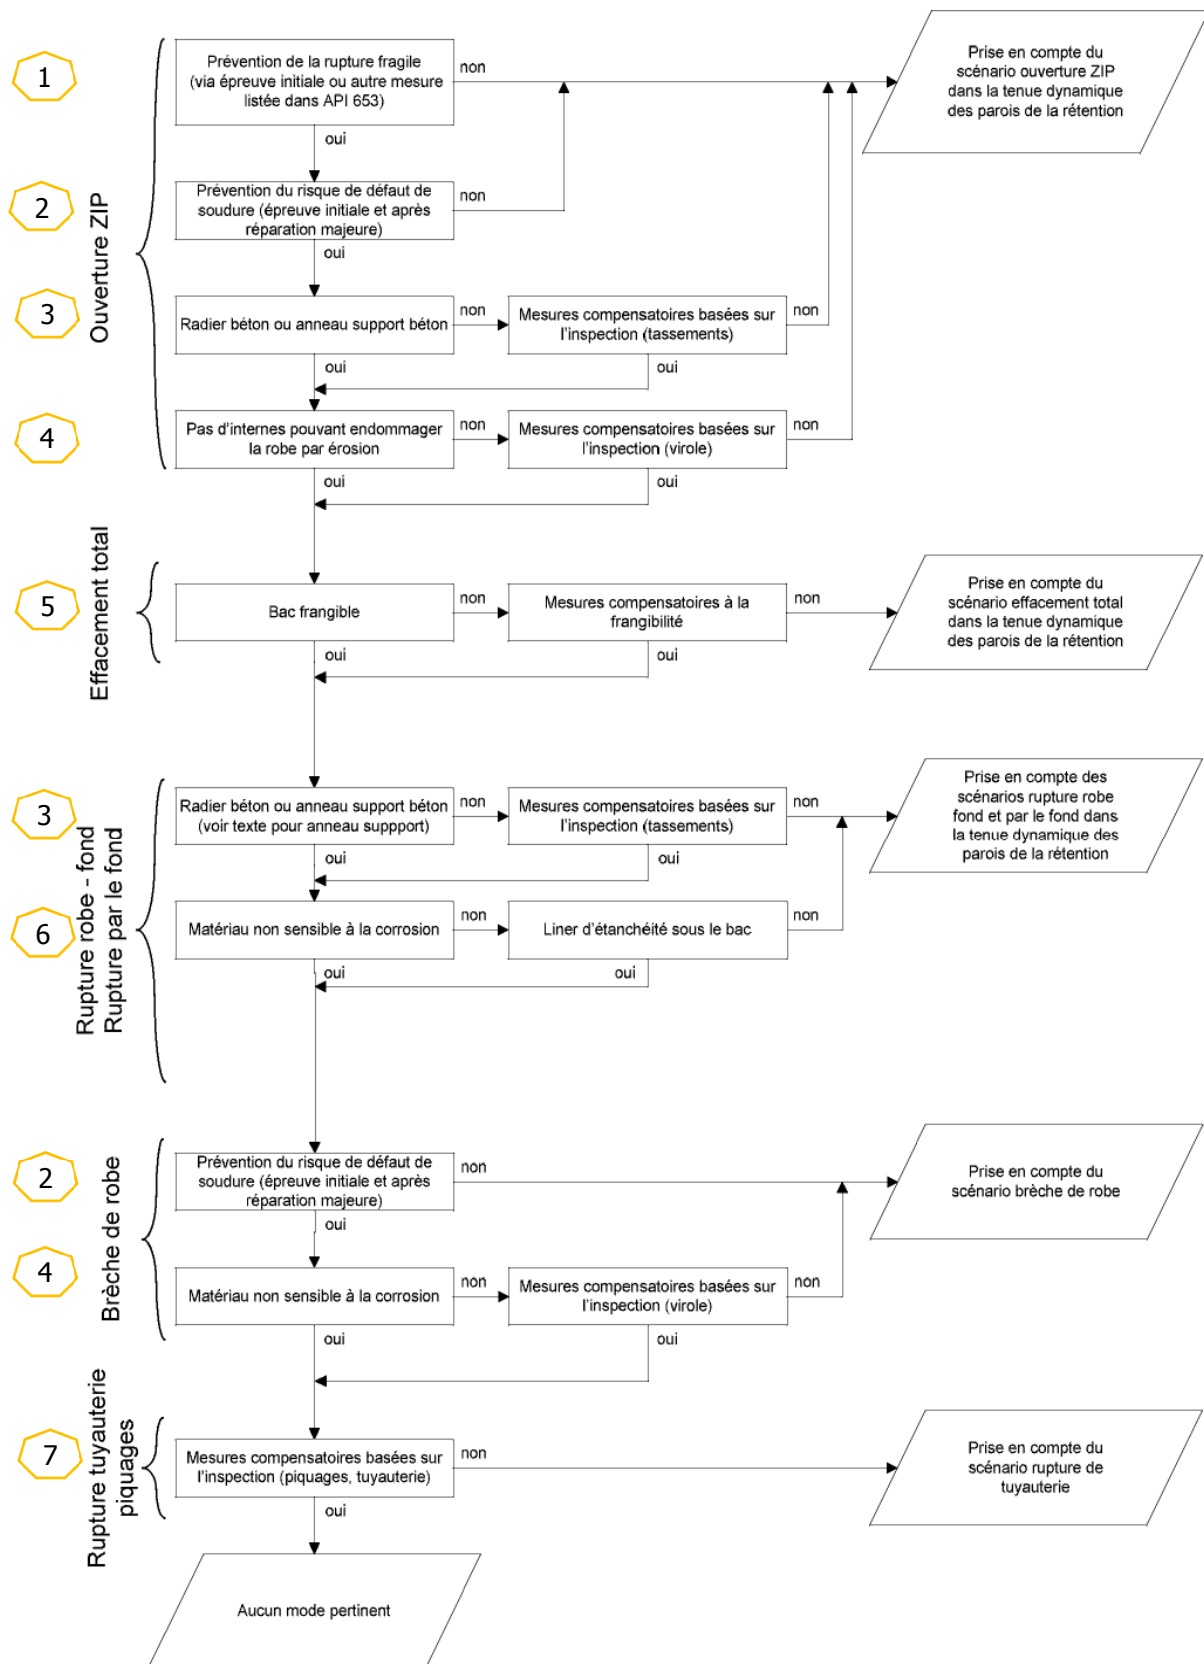 1
Prévention de la rupture fragile
(via épreuve initiale ou autre mesure
listée dans API 653)
non
Prise en compte du
scénario ouverture ZIP
dans la tenue dynamique
des parois de la rétention
oui
2
Ouverture ZIP
Prévention du risque de défaut de
soudure (épreuve initiale et après
réparation majeure)
non
oui
3
Radier béton ou anneau support béton
non
Mesures compensatoires basées sur
l'inspection (tassements)
non
oui
oui
4
Pas d'internes pouvant endommager
la robe par érosion
non
Mesures compensatoires basées sur
l'inspection (virole)
non
oui
oui
Effacement total
5
Bac frangible
non
Mesures compensatoires à la
frangibilité
non
Prise en compte du
scénario effacement total
dans la tenue dynamique
des parois de la rétention
oui
oui
3
Rupture robe - fond
Rupture par le fond
Radier béton ou anneau support béton
(voir texte pour anneau suppport)
non
Mesures compensatoires basées sur
l'inspection (tassements)
non
Prise en compte des
scénarios rupture robe
fond et par le fond dans
la tenue dynamique des
parois de la rétention
oui
oui
6
Matériau non sensible à la corrosion
non
Liner d'étanchéité sous le bac
non
oui
oui
2
Brèche de robe
Prévention du risque de défaut de
soudure (épreuve initiale et après
réparation majeure)
non
Prise en compte du
scénario brèche de robe
oui
4
Matériau non sensible à la corrosion
non
Mesures compensatoires basées sur
l'inspection (virole)
non
oui
oui
7
Rupture tuyauterie
piquages
Mesures compensatoires basées sur
l'inspection (piquages, tuyauterie)
non
Prise en compte du
scénario rupture de
tuyauterie
oui
Aucun mode pertinent